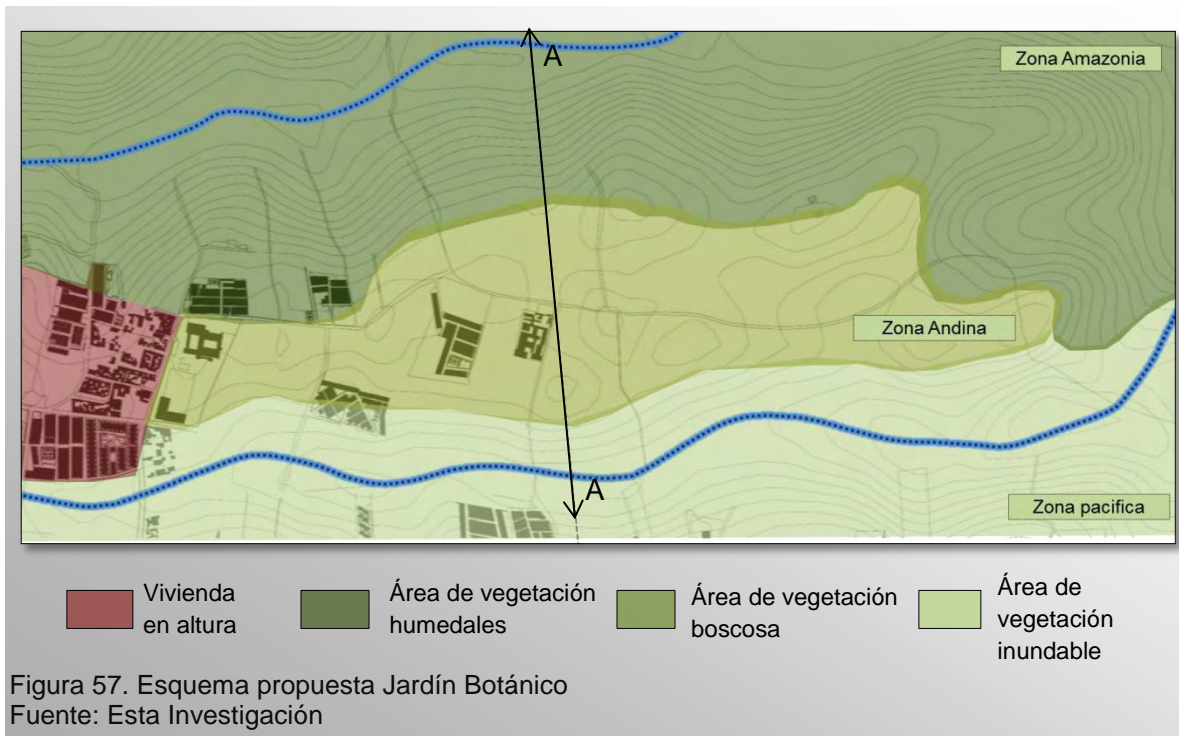 A
Zona Amazonia
Zona Andina
A
Zona pacifica
Vivienda
en altura
Área de vegetación
humedales
Área de vegetación
boscosa
Área de
vegetación
inundable
Figura 57. Esquema propuesta Jardín Botánico
Fuente: Esta Investigación